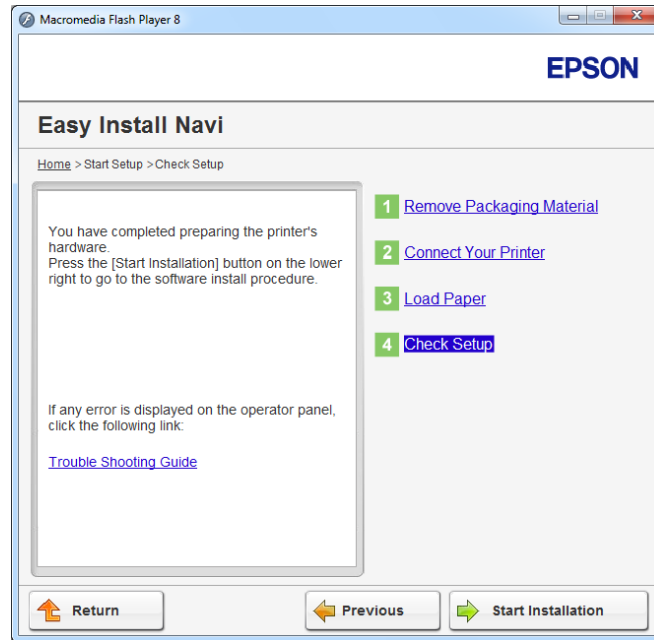 Macromedia Flash Player 8
EPSON
Easy Install Navi
Home > Start Setup >Check Setup
You have completed preparing the printer's
hardware.
Press the [Start Installation] button on the lower
right to go to the software install procedure.
If any error is displayed on the operator panel,
click the following link:
Trouble Shooting Guide
1 Remove Packaging Material
2 Connect Your Printer
3 Load Paper
4 Check Setup
Return
Previous
Start Installation